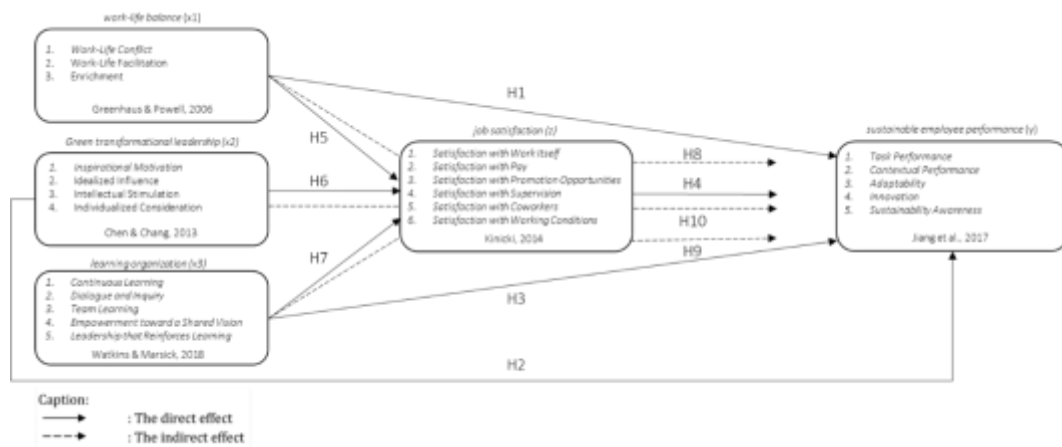 work-life balance (x1)
1. Work-Life Conflict
2. Work-Life Facilitation
3. Enrichment
Greenhaus & Powell, 2006
Green transformational leadership (x2)
1. Inspirational Motivation
2. Idealized Influence
3. Intellectual Stimulation
4. Individualized Consideration
Chen & Chang, 2013
learning organization (x3)
1. Continuous Learning
2. Dialogue and Inquiry
3. Team Learning
4. Empowerment toward a Shared Vision
5. Leadership that Reinforces Learning
Watkins & Marsick, 2018
H5
H6
H7
job satisfaction (z)
1. Satisfaction with Work Itself
2. Satisfaction with Pay
3. Satisfaction with Promotion Opportunities
4. Satisfaction with Supervision
5. Satisfaction with Coworkers
6. Satisfaction with Working Conditions
Kinicki, 2014
H1
H8
H4
H10
H9
H3
H2
sustainable employee performance (y)
1. Task Performance
2. Contextual Performance
3. Adaptability
4. Innovation
5. Sustainability Awareness
Jiang et al., 2017
Caption:
: The direct effect
: The indirect effect